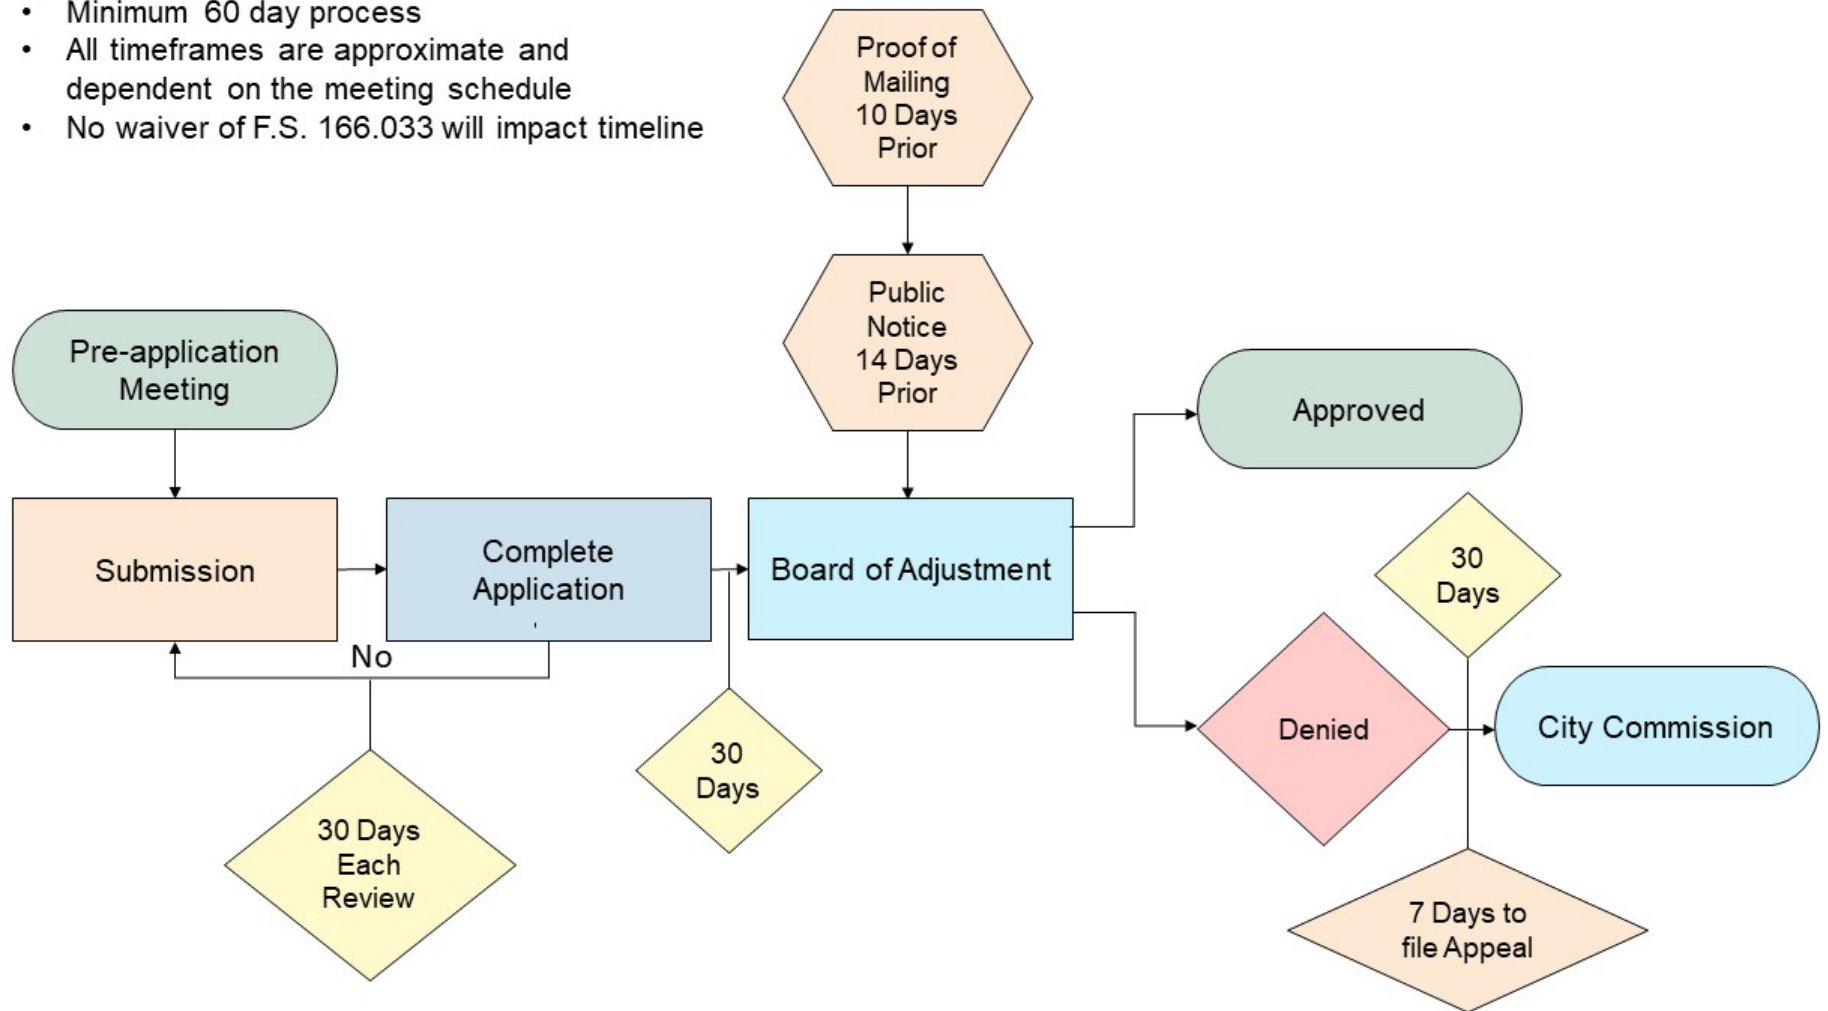 • Minimum 60 day process
• All timeframes are approximate and
dependent on the meeting schedule
• No waiver of F.S. 166.033 will impact timeline
Proof of
Mailing
10 Days
Prior
Public
Notice
14 Days
Prior
Pre-application
Meeting
Approved
Submission
Complete
Application
Board of Adjustment
30
Days
No
30
Days
Denied
City Commission
30 Days
Each
Review
7 Days to
file Appeal